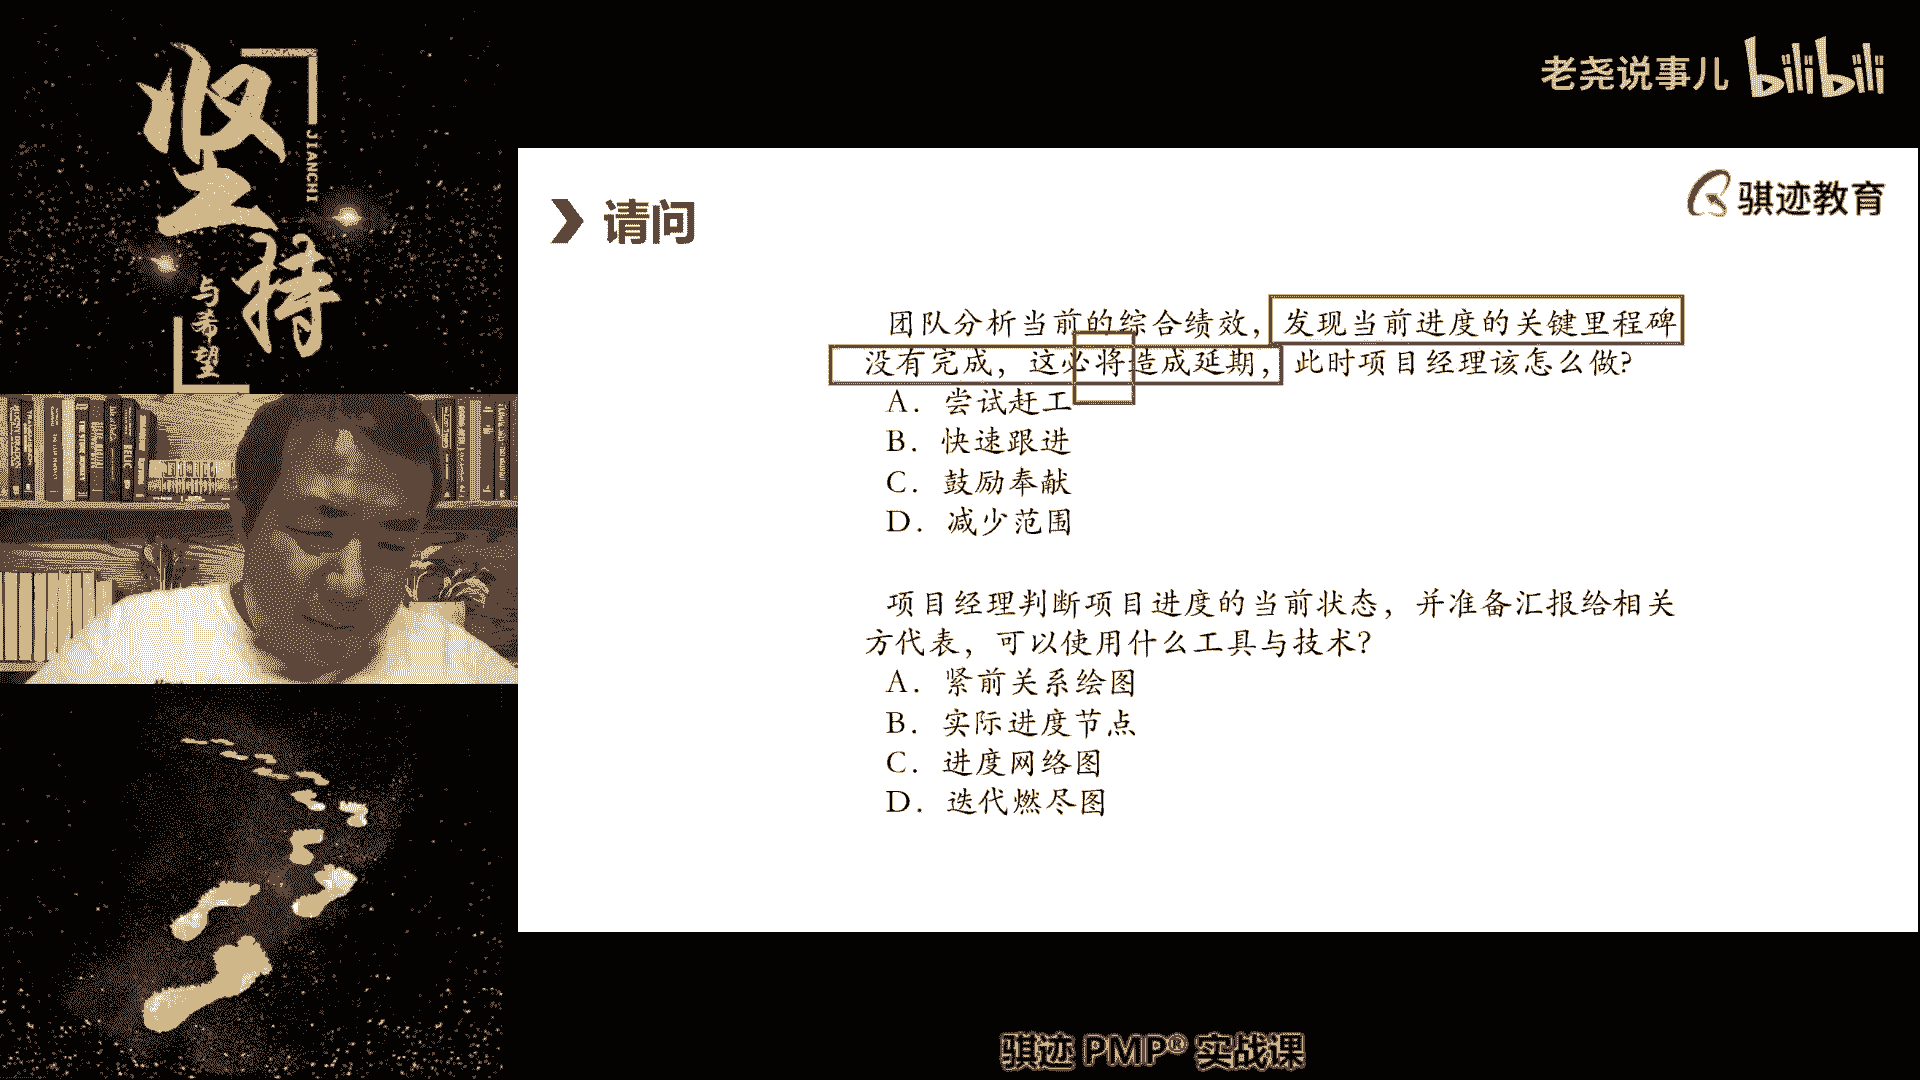 坚
持
JIANCHI
与希望
老尧说事儿 bilibili
骐迹教育
请问
团队分析当前的综合绩效，发现当前进度的关键里程碑
没有完成，这必将造成延期，此时项目经理该怎么做？
A. 尝试赶工
B. 快速跟进
C. 鼓励奉献
D. 减少范围
项目经理判断项目进度的当前状态，并准备汇报给相关
方代表，可以使用什么工具与技术？
A. 紧前关系绘图
B. 实际进度节点
C. 进度网络图
D. 迭代燃尽图
骐迹 PMP® 实战课